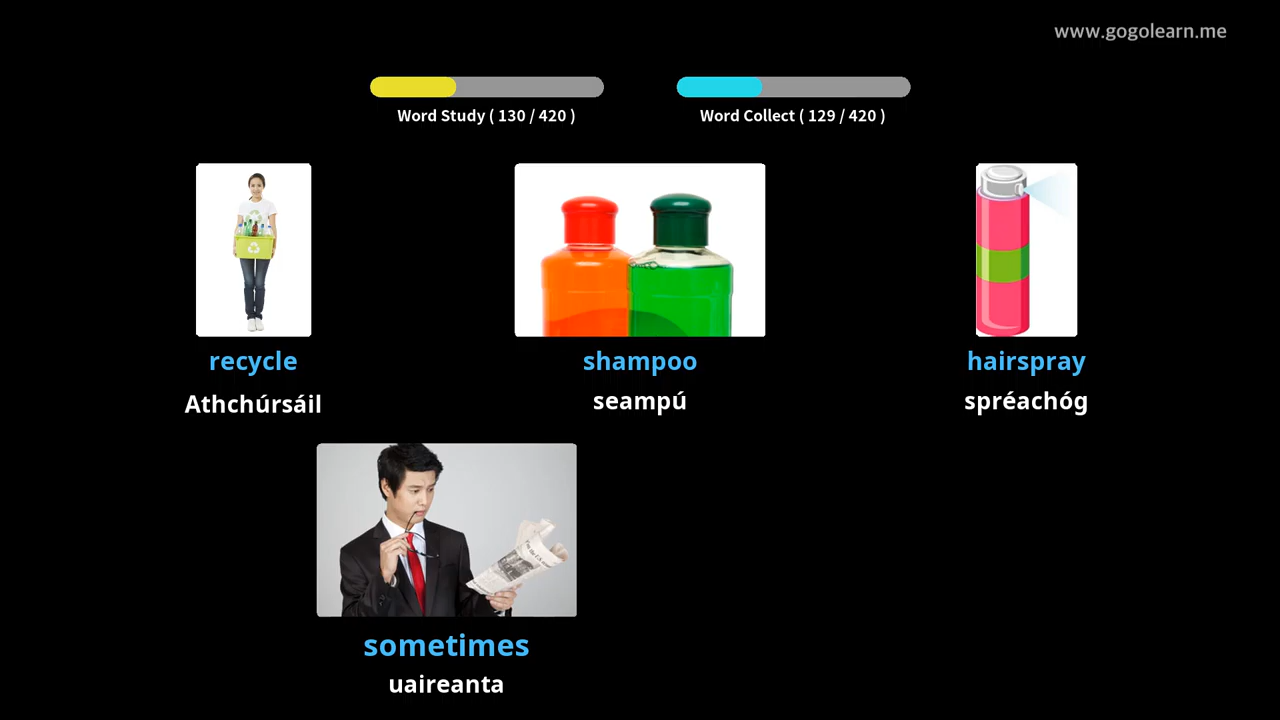 www.gogolearn.me
Word Study ( 130 / 420 )
Word Collect ( 129 / 420 )
recycle
Athchúrsáil
shampoo
seampú
hairspray
spréachóg
sometimes
uaireanta